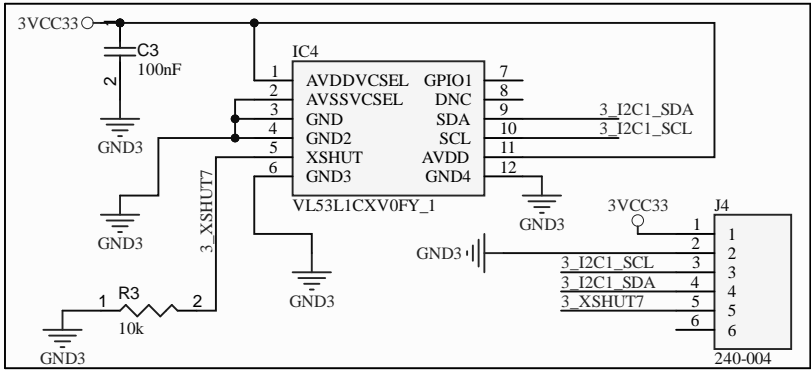 3VCC33
1
C3
100nF
2
GND3
IC4
1 AVDDVCSEL GPIO1 7
2 AVSSVCSEL DNC 8
3 GND SDA 9 3_I2C1_SDA
4 GND2 SCL 10 3_I2C1_SCL
5 XSHUT AVDD 11
6 GND3 GND4 12
VL53L1CXV0FY_1
GND3
GND3
GND3
3_XSHUT7
1 R3 2
10k
GND3
3VCC33
J4
1 1
GND3 2 2
3_I2C1_SCL 3 3
3_I2C1_SDA 4 4
3_XSHUT7 5 5
6 6
240-004